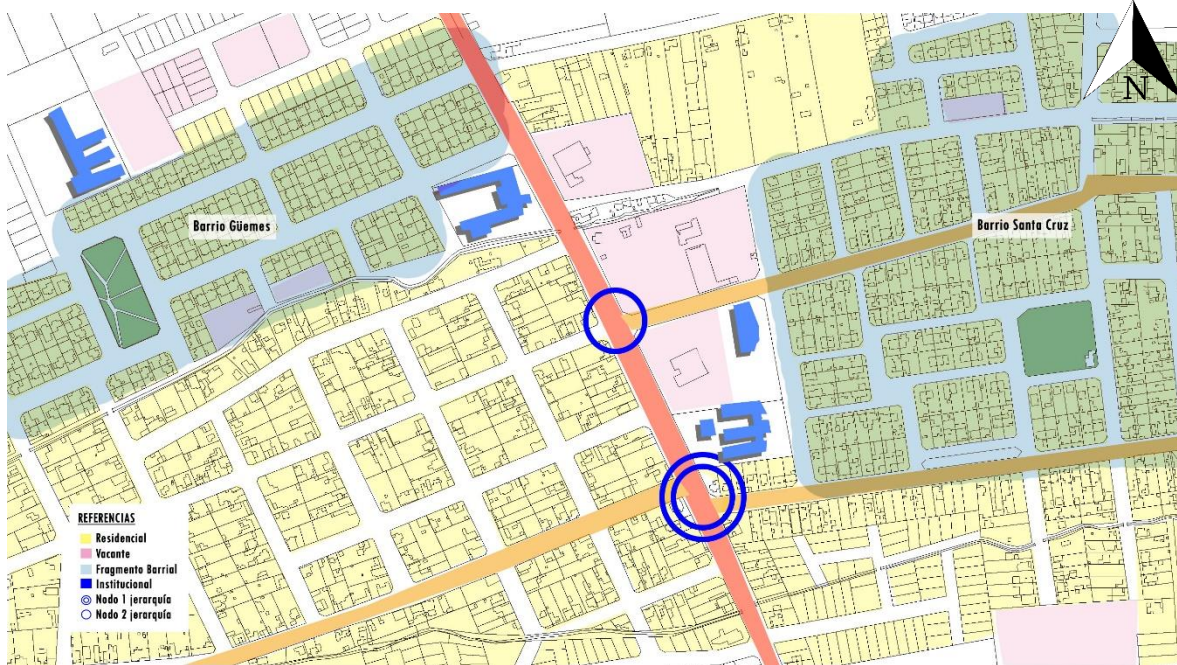 N
Barrio Güemes
Barrio Santa Cruz
REFERENCIAS
Residencial
Vacante
Fragmento Barrial
Institucional
Nodo 1 jerarquía
Nodo 2 jerarquía